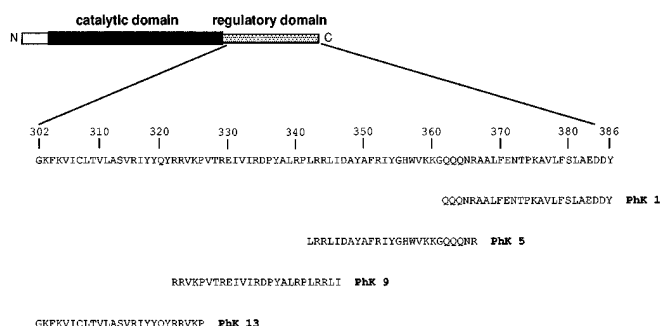 catalytic domain regulatory domain
N C
302 310 320 330 340 350 360 370 380 386
GKFKVICLTVLASVRIYYQYRRVKPVTREIVIRDPYALRPLRRLIDAYAFRIYGHWVKKGQQQNRAALFENTPKAVLFSLAEDDY
QQQNRAALFENTPKAVLFSLAEDDY PhK 1
LRRLIDAYAFRIYGHWVKKGQQQNR PhK 5
RRVKPVTREIVIRDPYALRPLRRLI PhK 9
GKFKVICLTVLASVRIYYQYRRVKP PhK 13